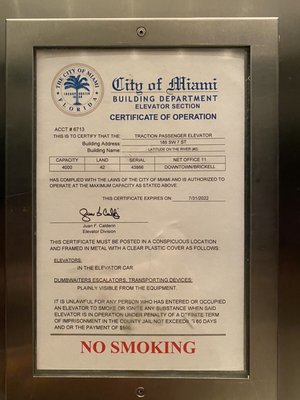 THE CITY OF MIAMI
INCORPORATED
1896
FLORIDA
City of Miami
BUILDING DEPARTMENT
ELEVATOR SECTION
CERTIFICATE OF OPERATION
ACCT # 6713
THIS IS TO CERTIFY THAT THE TRACTION PASSENGER ELEVATOR
Building Address 185 SW 7 ST
Building Name LATITUDE ON THE RIVER
CAPACITY LAND SERIAL NET OFFICE 11
4000 42 43866 DOWNTOWN/BRICKELL
HAS COMPLIED WITH THE LAWS OF THE CITY OF MIAMI AND IS AUTHORIZED TO
OPERATE AT THE MAXIMUM CAPACITY AS STATED ABOVE.
THIS CERTIFICATE EXPIRES ON 7/31/2022
Juan F. Calderin
Elevator Division
THIS CERTIFICATE MUST BE POSTED IN A CONSPICUOUS LOCATION
AND FRAMED IN METAL WITH A CLEAR PLASTIC COVER AS FOLLOWS:
ELEVATORS:
IN THE ELEVATOR CAR.
DUMBWAITERS ESCALATORS, TRANSPORTING DEVICES:
PLAINLY VISIBLE FROM THE EQUIPMENT.
IT IS UNLAWFUL FOR ANY PERSON WHO HAS ENTERED OR OCCUPIED
AN ELEVATOR TO SMOKE OR IGNITE ANY SUBSTANCE WHEN SAID
ELEVATOR IS IN OPERATION UNDER PENALTY OF A DEFINITE TERM
OF IMPRISONMENT IN THE COUNTY JAIL NOT EXCEEDING 60 DAYS
AND OR THE PAYMENT OF $500.
NO SMOKING